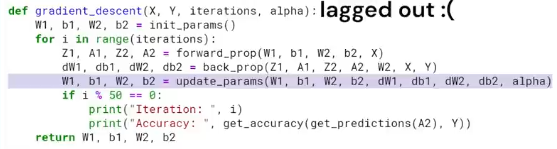 def gradient_descent(X, Y, iterations, alpha): lagged out :(
W1, b1, W2, b2 = init_params()
for i in range(iterations):
Z1, A1, Z2, A2 = forward_prop(W1, b1, W2, b2, X)
dW1, db1, dW2, db2 = back_prop(Z1, A1, Z2, A2, W2, X, Y)
W1, b1, W2, b2 = update_params(W1, b1, W2, b2, dW1, db1, dW2, db2, alpha)
if i % 50 == 0:
print("Iteration: ", i)
print("Accuracy: ", get_accuracy(get_predictions(A2), Y))
return W1, b1, W2, b2